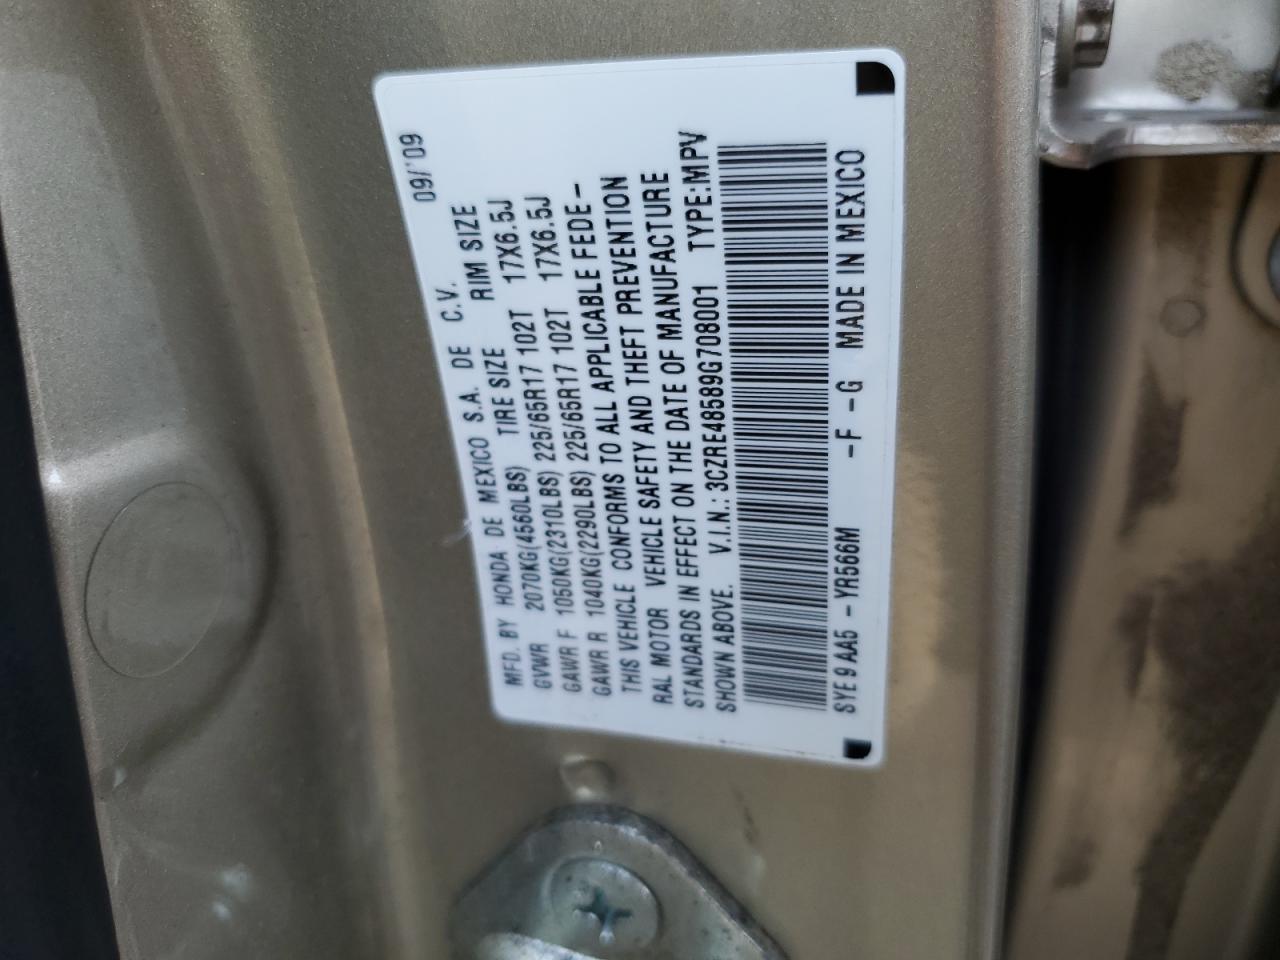 09/'09
MFD. BY HONDA DE MEXICO S.A. DE C.V.
GVWR 2070KG(4560LBS) TIRE SIZE RIM SIZE
GAWR F 1050KG(2310LBS) 225/65R17 102T 17X6.5J
GAWR R 1040KG(2290LBS) 225/65R17 102T 17X6.5J
THIS VEHICLE CONFORMS TO ALL APPLICABLE FEDE-
RAL MOTOR VEHICLE SAFETY AND THEFT PREVENTION
STANDARDS IN EFFECT ON THE DATE OF MANUFACTURE
SHOWN ABOVE. V.I.N.: 3CZRE48589G708001 TYPE:MPV
SYE9AA5 - YR566M -F -G MADE IN MEXICO